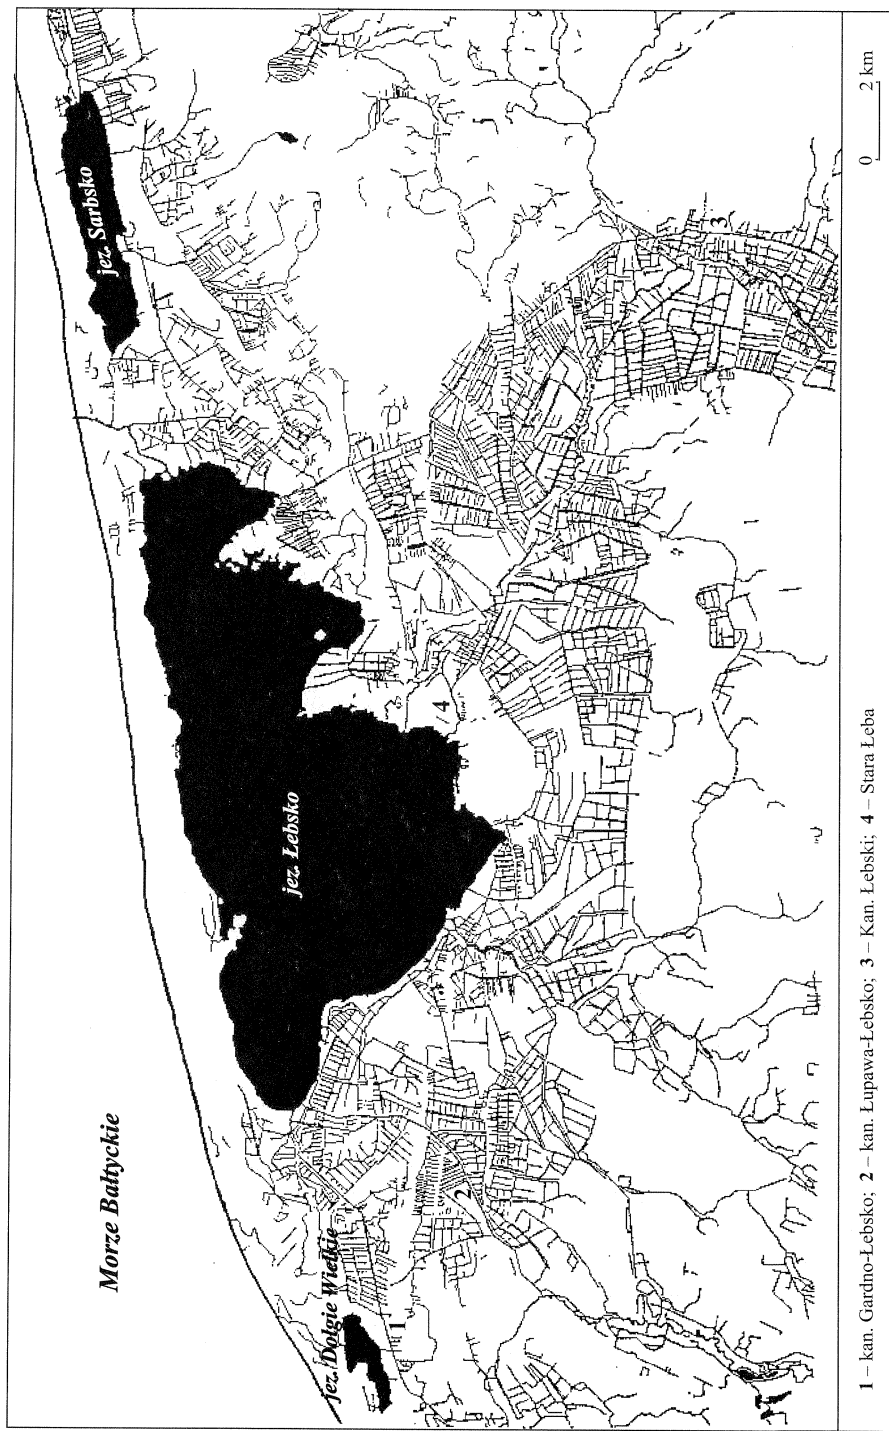 Morze Bałtyckie
jez. Sarbsko
jez. Łebsko
jez. Dołgie Wielkie
1
2
3
4
0 2 km
1 – kan. Gardno-Łebsko; 2 – kan. Łupawa-Łebsko; 3 – Kan. Łebski; 4 – Stara Łeba